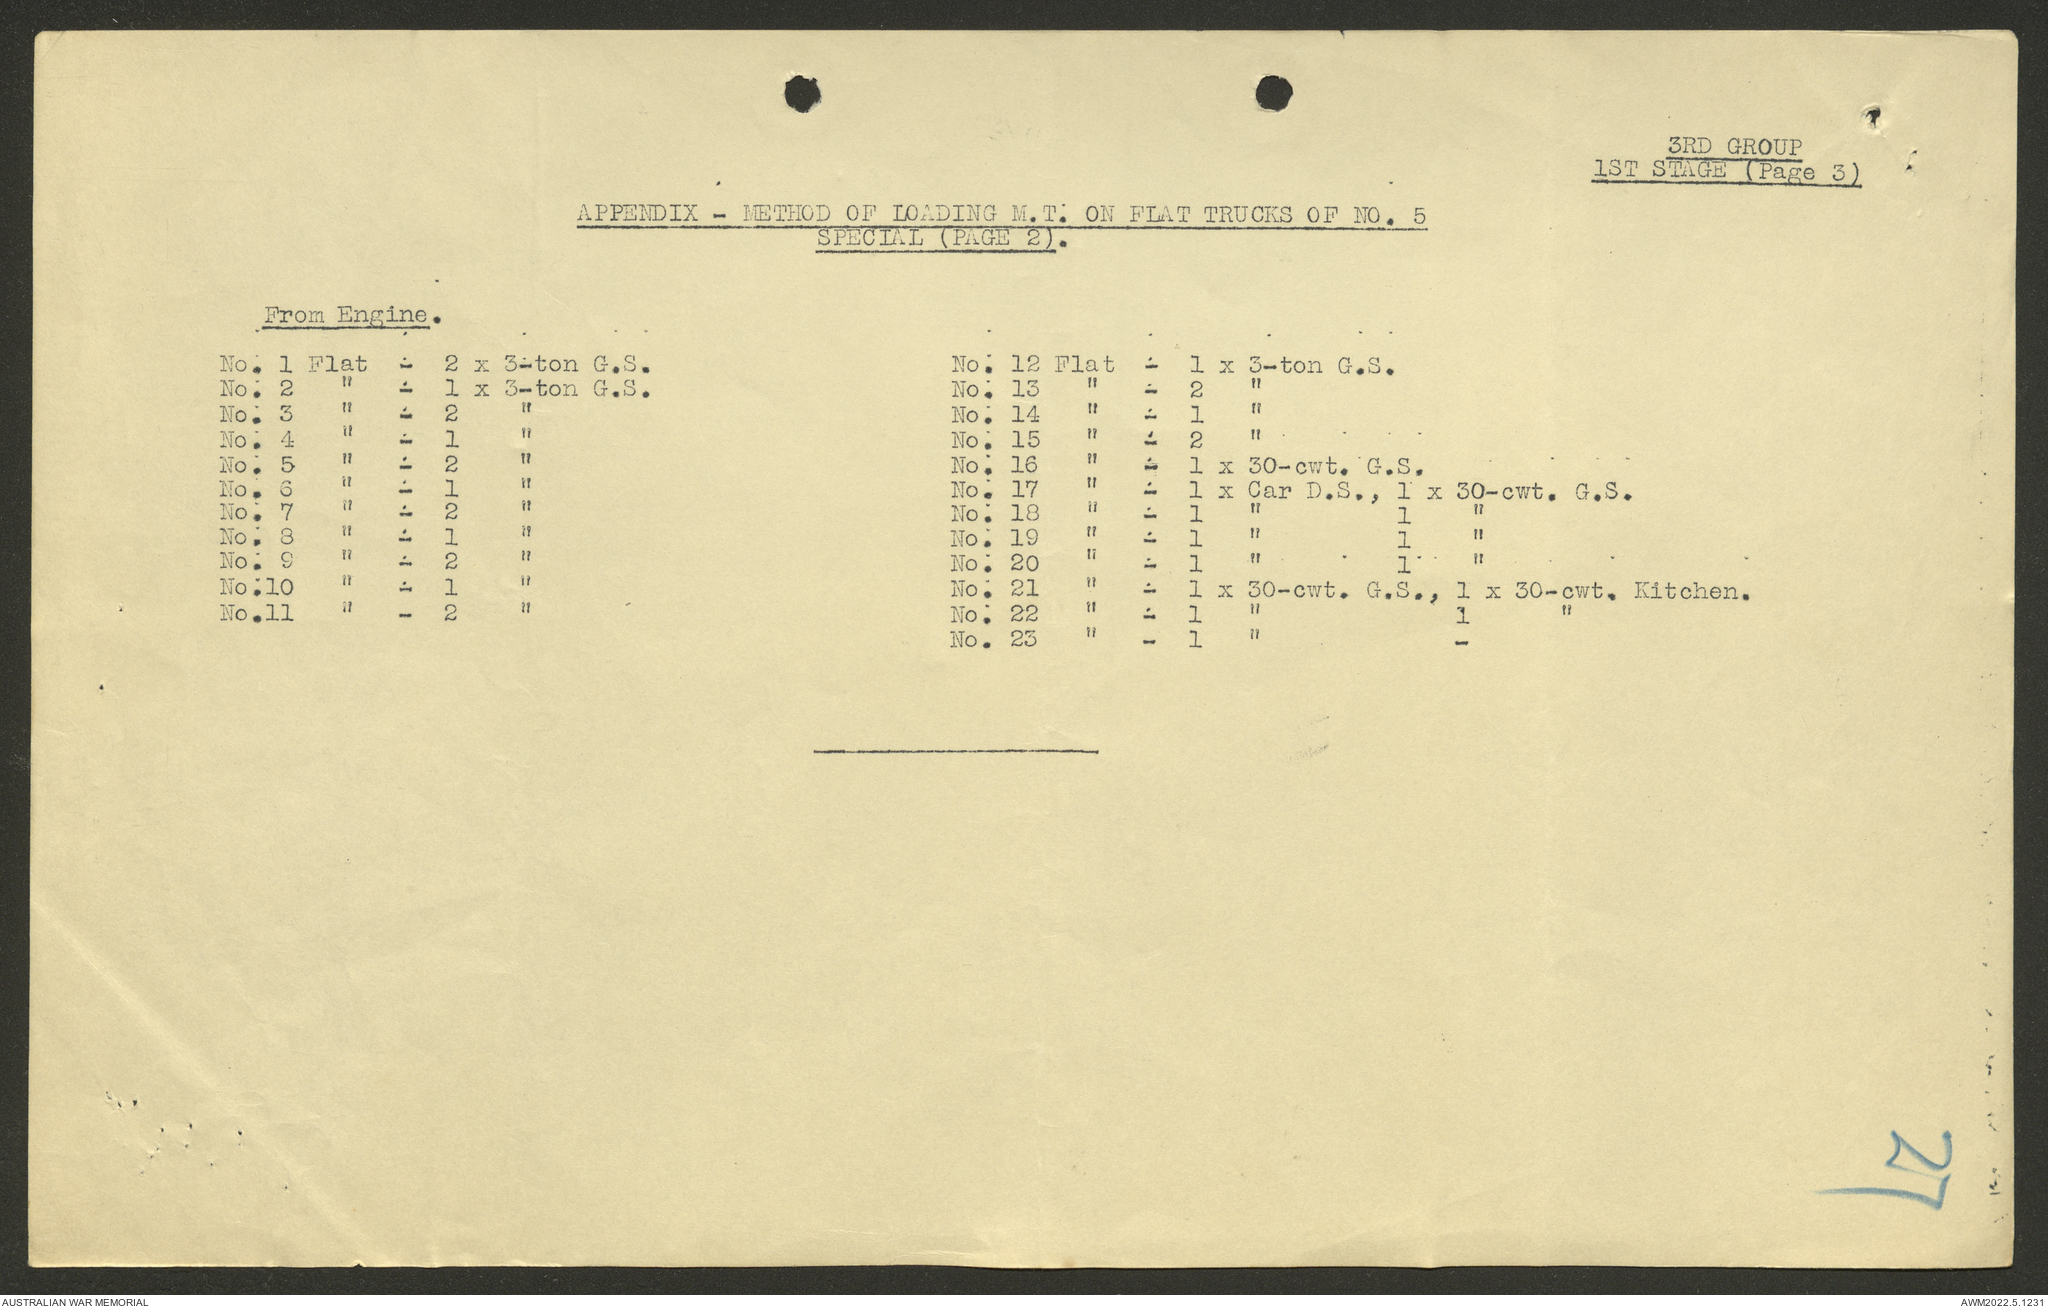 3RD GROUP
1ST STAGE (Page 3)
APPENDIX - METHOD OF LOADING M.T. ON FLAT TRUCKS OF NO. 5
SPECIAL (PAGE 2).
From Engine.
No. 1 Flat - 2 x 3-ton G.S.
No. 2 " - 1 x 3-ton G.S.
No. 3 " - 2 "
No. 4 " - 1 "
No. 5 " - 2 "
No. 6 " - 1 "
No. 7 " - 2 "
No. 8 " - 1 "
No. 9 " - 2 "
No.10 " - 1 "
No.11 " - 2 "
No. 12 Flat - 1 x 3-ton G.S.
No. 13 " - 2 "
No. 14 " - 1 "
No. 15 " - 2 "
No. 16 " - 1 x 30-cwt. G.S.
No. 17 " - 1 x Car D.S., 1 x 30-cwt. G.S.
No. 18 " - 1 " 1 "
No. 19 " - 1 " 1 "
No. 20 " - 1 " 1 "
No. 21 " - 1 x 30-cwt. G.S., 1 x 30-cwt. Kitchen.
No. 22 " - 1 " 1 "
No. 23 " - 1 " -
27
AUSTRALIAN WAR MEMORIAL
AWM2022.5.1231